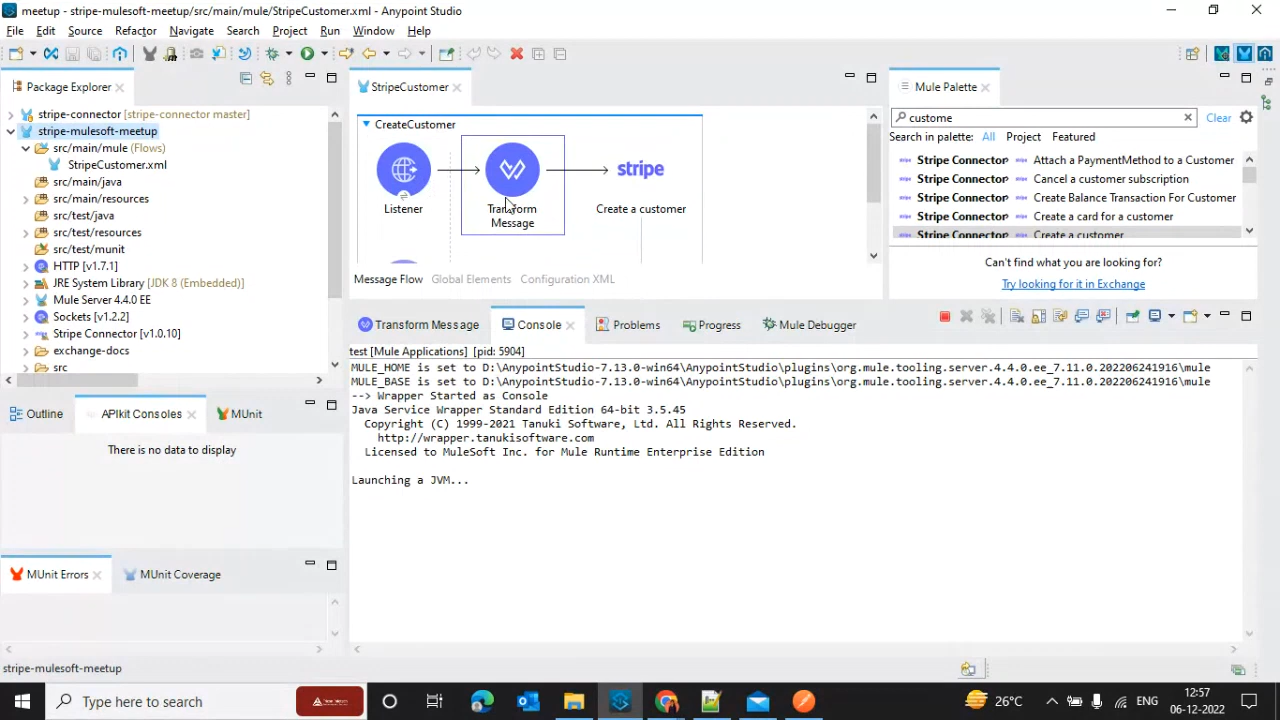 meetup - stripe-mulesoft-meetup/src/main/mule/StripeCustomer.xml - Anypoint Studio
File Edit Source Refactor Navigate Search Project Run Window Help
Package Explorer
stripe-connector [stripe-connector master]
stripe-mulesoft-meetup
src/main/mule (Flows)
StripeCustomer.xml
src/main/java
src/main/resources
src/test/java
src/test/resources
src/test/munit
HTTP [v1.7.1]
JRE System Library [JDK 8 (Embedded)]
Mule Server 4.4.0 EE
Sockets [v1.2.2]
Stripe Connector [v1.0.10]
exchange-docs
src
Outline
APIkit Consoles
MUnit
There is no data to display
MUnit Errors
MUnit Coverage
StripeCustomer
CreateCustomer
stripe
Listener
Transform
Message
Create a customer
Message Flow
Global Elements
Configuration XML
Mule Palette
custome
Clear
Search in palette: All Project Featured
Stripe Connector Attach a PaymentMethod to a Customer
Stripe Connector Cancel a customer subscription
Stripe Connector Create Balance Transaction For Customer
Stripe Connector Create a card for a customer
Stripe Connector Create a customer
Can't find what you are looking for?
Try looking for it in Exchange
Transform Message
Console
Problems
Progress
Mule Debugger
test [Mule Applications] [pid: 5904]
MULE_HOME is set to D:\AnypointStudio-7.13.0-win64\AnypointStudio\plugins\org.mule.tooling.server.4.4.0.ee_7.11.0.202206241916\mule
MULE_BASE is set to D:\AnypointStudio-7.13.0-win64\AnypointStudio\plugins\org.mule.tooling.server.4.4.0.ee_7.11.0.202206241916\mule
--> Wrapper Started as Console
Java Service Wrapper Standard Edition 64-bit 3.5.45
Copyright (C) 1999-2021 Tanuki Software, Ltd. All Rights Reserved.
http://wrapper.tanukisoftware.com
Licensed to MuleSoft Inc. for Mule Runtime Enterprise Edition
Launching a JVM...
stripe-mulesoft-meetup
Type here to search
26°C
ENG
12:57
06-12-2022